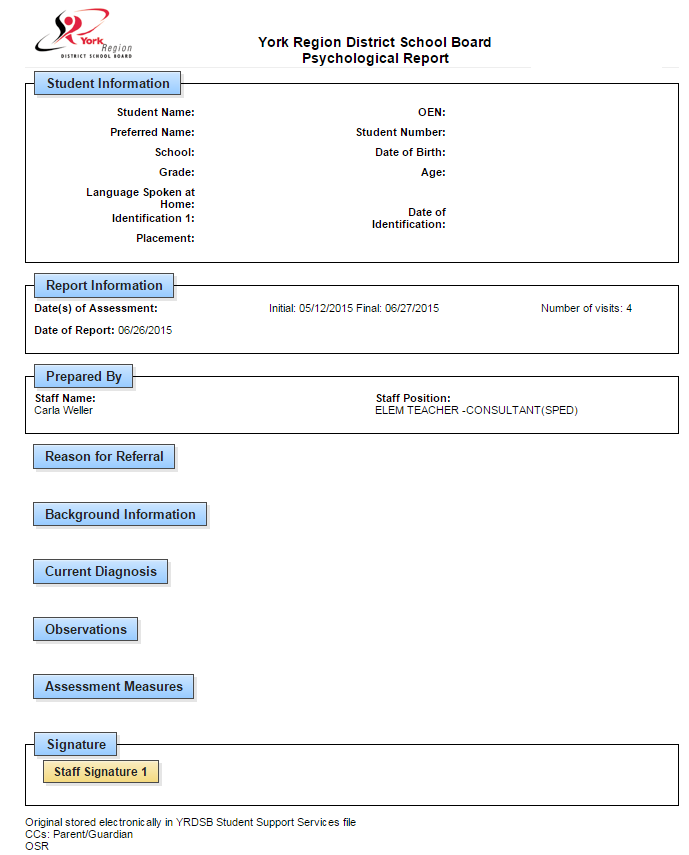 York
Region
DISTRICT SCHOOL BOARD
York Region District School Board
Psychological Report
Student Information
Student Name: OEN:
Preferred Name: Student Number:
School: Date of Birth:
Grade: Age:
Language Spoken at
Home:
Identification 1: Date of
Identification:
Placement:
Report Information
Date(s) of Assessment: Initial: 05/12/2015 Final: 06/27/2015 Number of visits: 4
Date of Report: 06/26/2015
Prepared By
Staff Name: Staff Position:
Carla Weller ELEM TEACHER -CONSULTANT(SPED)
Reason for Referral
Background Information
Current Diagnosis
Observations
Assessment Measures
Signature
Staff Signature 1
Original stored electronically in YRDSB Student Support Services file
CCs: Parent/Guardian
OSR